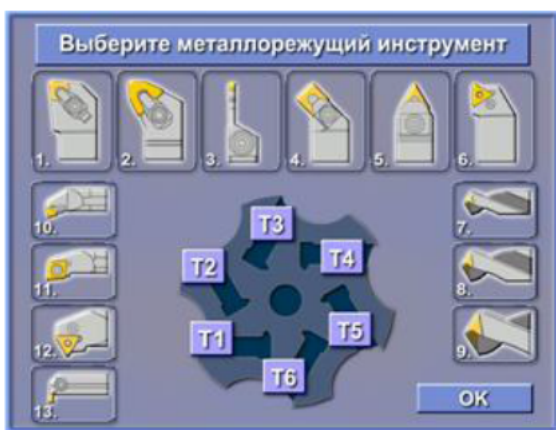 Выберите металлорежущий инструмент
1.
2.
3.
4.
5.
6.
10.
11.
12.
13.
T3
T2
T4
T1
T5
T6
7.
8.
9.
OK